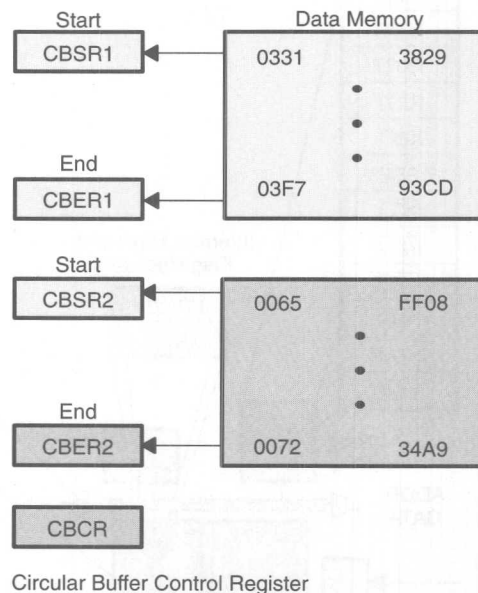 Start
Data Memory
CBSR1
0331 3829
End
CBER1
03F7 93CD
Start
CBSR2
0065 FF08
End
CBER2
0072 34A9
CBCR
Circular Buffer Control Register